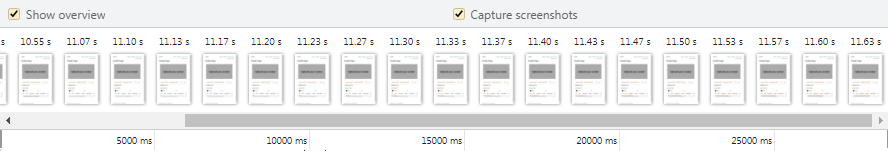 Show overview
Capture screenshots
s 10.55 s 11.07 s 11.10 s 11.13 s 11.17 s 11.20 s 11.23 s 11.27 s 11.30 s 11.33 s 11.37 s 11.40 s 11.43 s 11.47 s 11.50 s 11.53 s 11.57 s 11.60 s 11.63 s
5000 ms 10000 ms 15000 ms 20000 ms 25000 ms